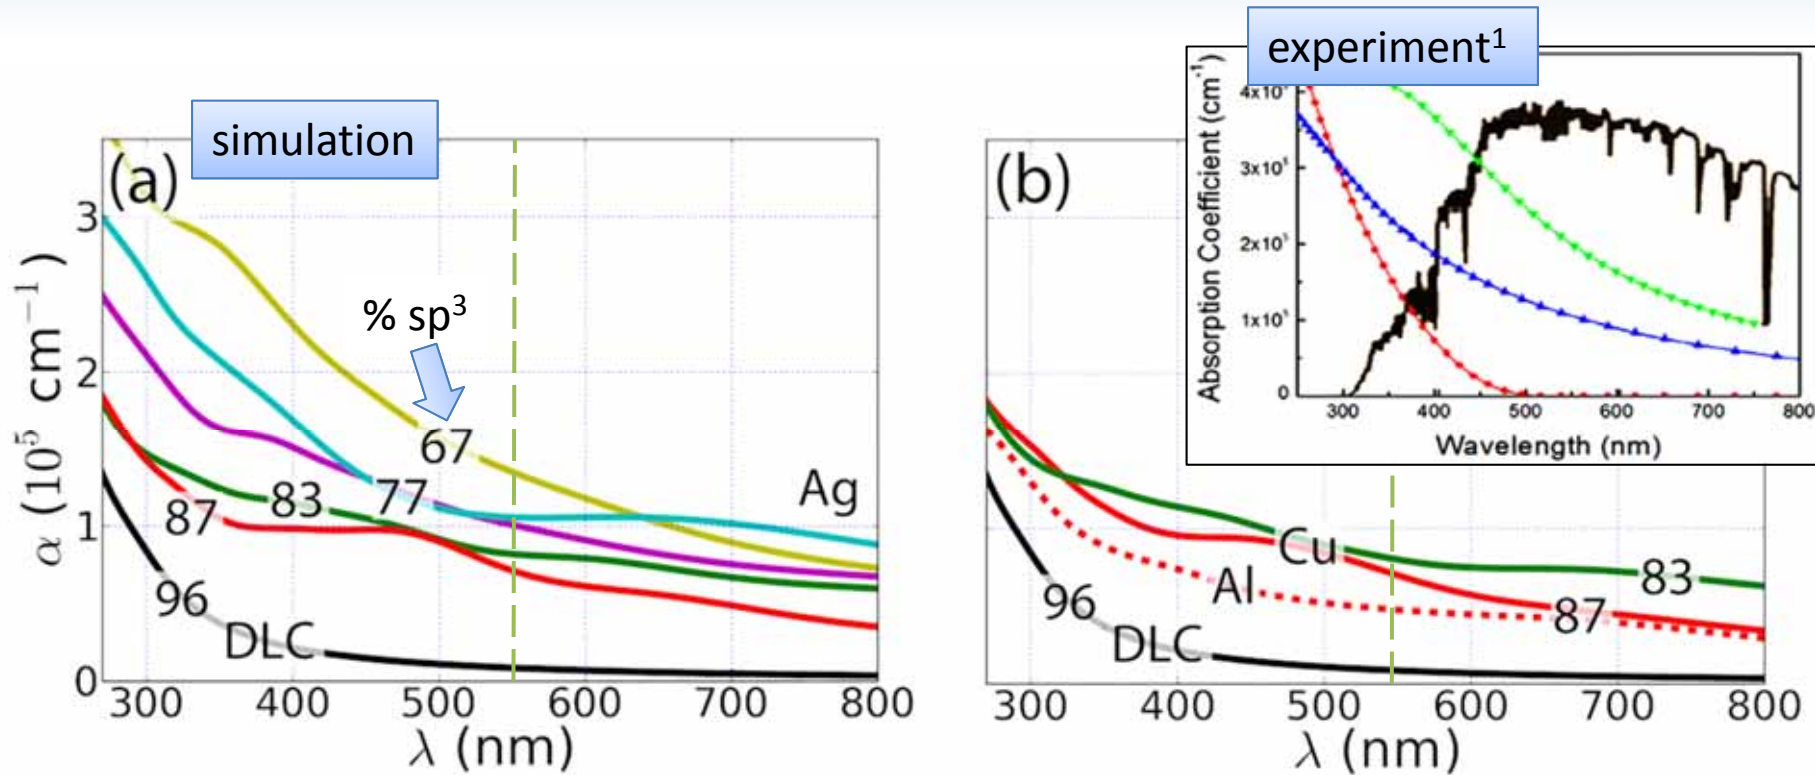 simulation
(a)
% sp³
67
77
83
87
96
DLC
Ag
α (10⁵ cm⁻¹)
3
2
1
0
300 400 500 600 700 800
λ (nm)
(b)
Cu
Al
83
87
96
DLC
300 400 500 600 700 800
λ (nm)
experiment¹
Absorption Coefficient (cm⁻¹)
3x10⁵
2x10⁵
1x10⁵
0
300 400 500 600 700 800
Wavelength (nm)